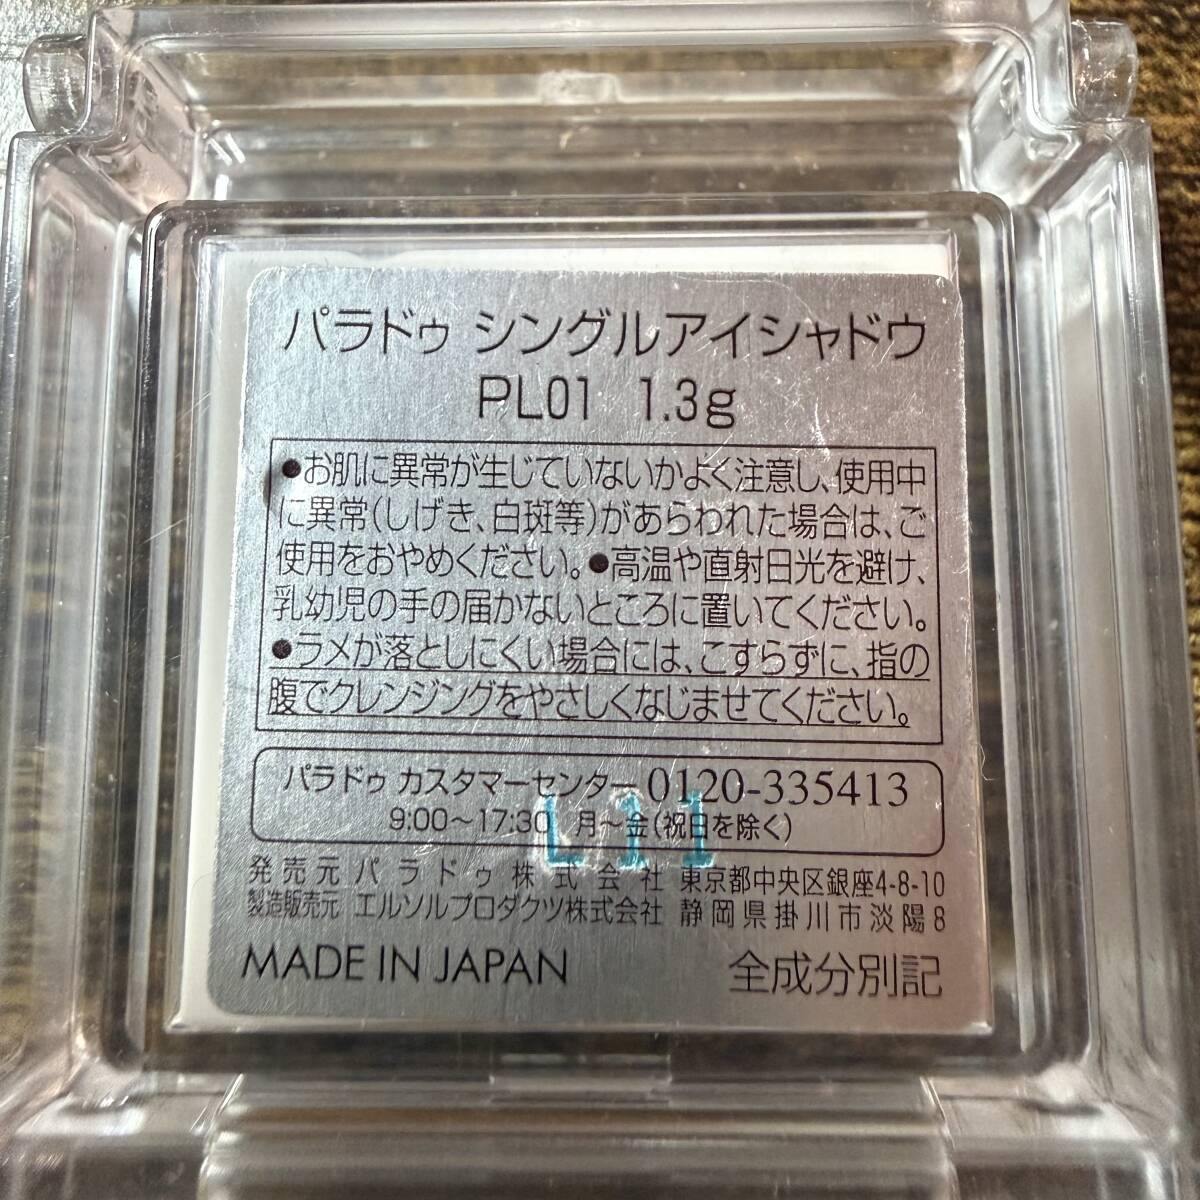 パラドゥ シングルアイシャドウ
PL01 1.3g
●お肌に異常が生じていないかよく注意し、使用中
に異常(しげき、白斑等)があらわれた場合は、ご
使用をおやめください。●高温や直射日光を避け、
乳幼児の手の届かないところに置いてください。
●ラメが落としにくい場合には、こすらずに、指の
腹でクレンジングをやさしくなじませてください。
パラドゥ カスタマーセンター 0120-335413
9:00〜17:30 月〜金(祝日を除く)
L11
発売元 パラドゥ株式会社 東京都中央区銀座4-8-10
製造販売元 エルソルプロダクツ株式会社 静岡県掛川市淡陽8
MADE IN JAPAN 全成分別記